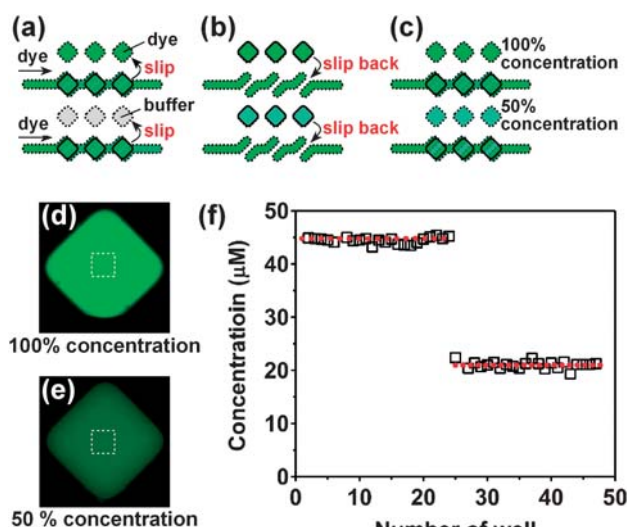 (a)
dye
dye
slip
buffer
dye
slip
(b)
slip back
slip back
(c)
100%
concentration
50%
concentration
(d)
100% concentration
(e)
50 % concentration
(f)
Concentratioin (μM)
50
40
30
20
10
0
0 10 20 30 40 50
Number of well